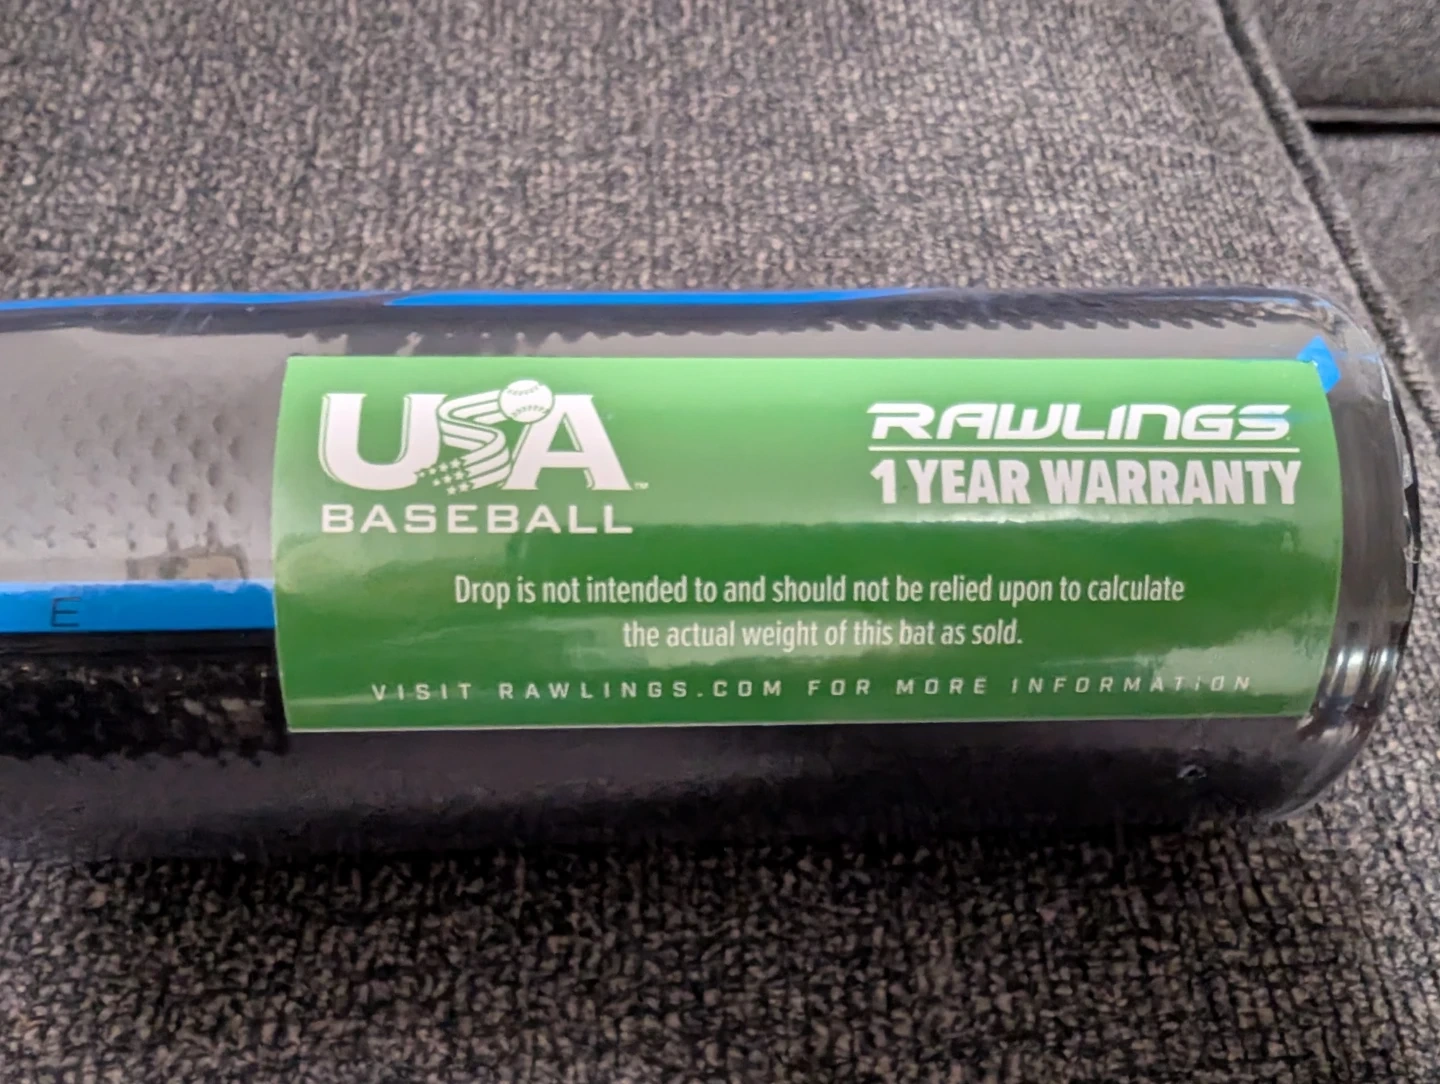 USA
BASEBALL
RAWLINGS
1 YEAR WARRANTY
Drop is not intended to and should not be relied upon to calculate
the actual weight of this bat as sold.
VISIT RAWLINGS.COM FOR MORE INFORMATION
E